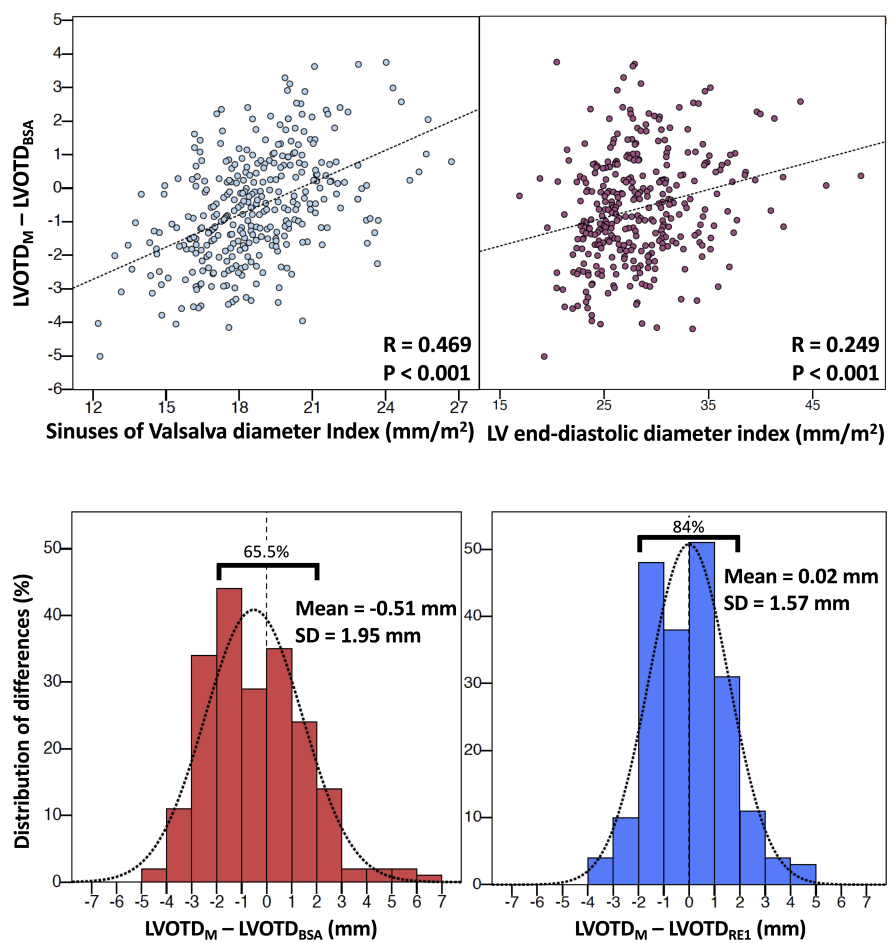 LVOTD_M – LVOTD_BSA
5
4
3
2
1
0
-1
-2
-3
-4
-5
-6
R = 0.469
P < 0.001
12 15 18 21 24 27
Sinuses of Valsalva diameter Index (mm/m²)
R = 0.249
P < 0.001
15 25 35 45
LV end-diastolic diameter index (mm/m²)
Distribution of differences (%)
50
40
30
20
10
0
65.5%
Mean = -0.51 mm
SD = 1.95 mm
-7 -6 -5 -4 -3 -2 -1 0 1 2 3 4 5 6 7
LVOTD_M – LVOTD_BSA (mm)
50
40
30
20
10
0
84%
Mean = 0.02 mm
SD = 1.57 mm
-7 -6 -5 -4 -3 -2 -1 0 1 2 3 4 5 6 7
LVOTD_M – LVOTD_RE1 (mm)